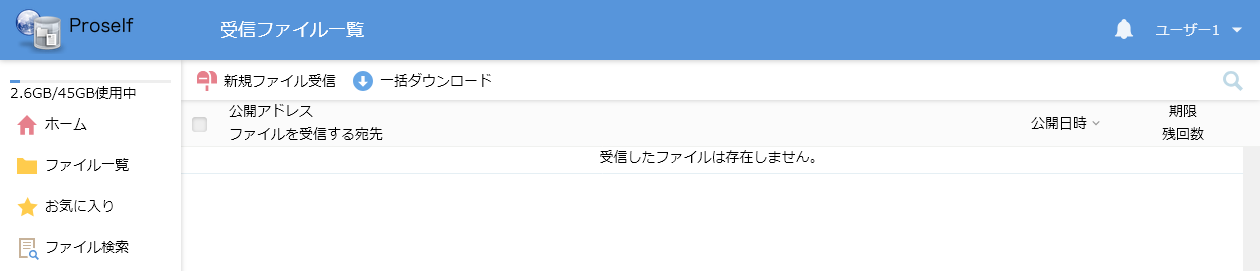 Proself
受信ファイル一覧
ユーザー1
2.6GB/45GB使用中
ホーム
ファイル一覧
お気に入り
ファイル検索
新規ファイル受信
一括ダウンロード
公開アドレス
ファイルを受信する宛先
公開日時
期限
残回数
受信したファイルは存在しません。